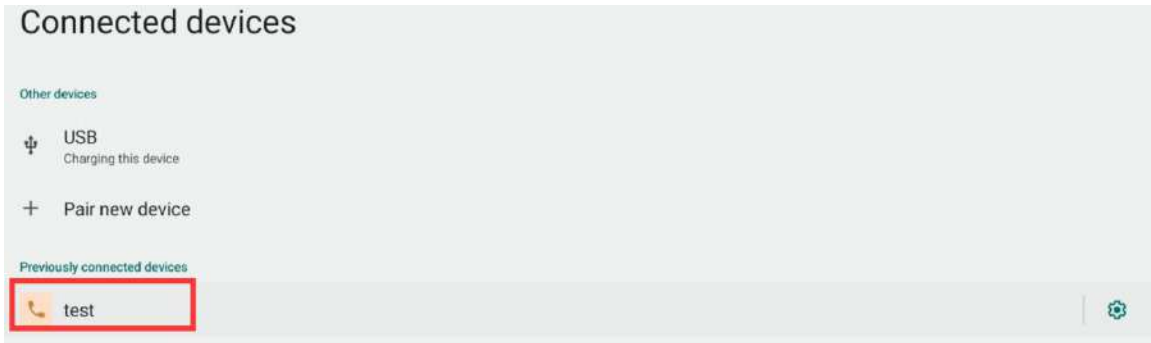 Connected devices
Other devices
USB
Charging this device
Pair new device
Previously connected devices
test